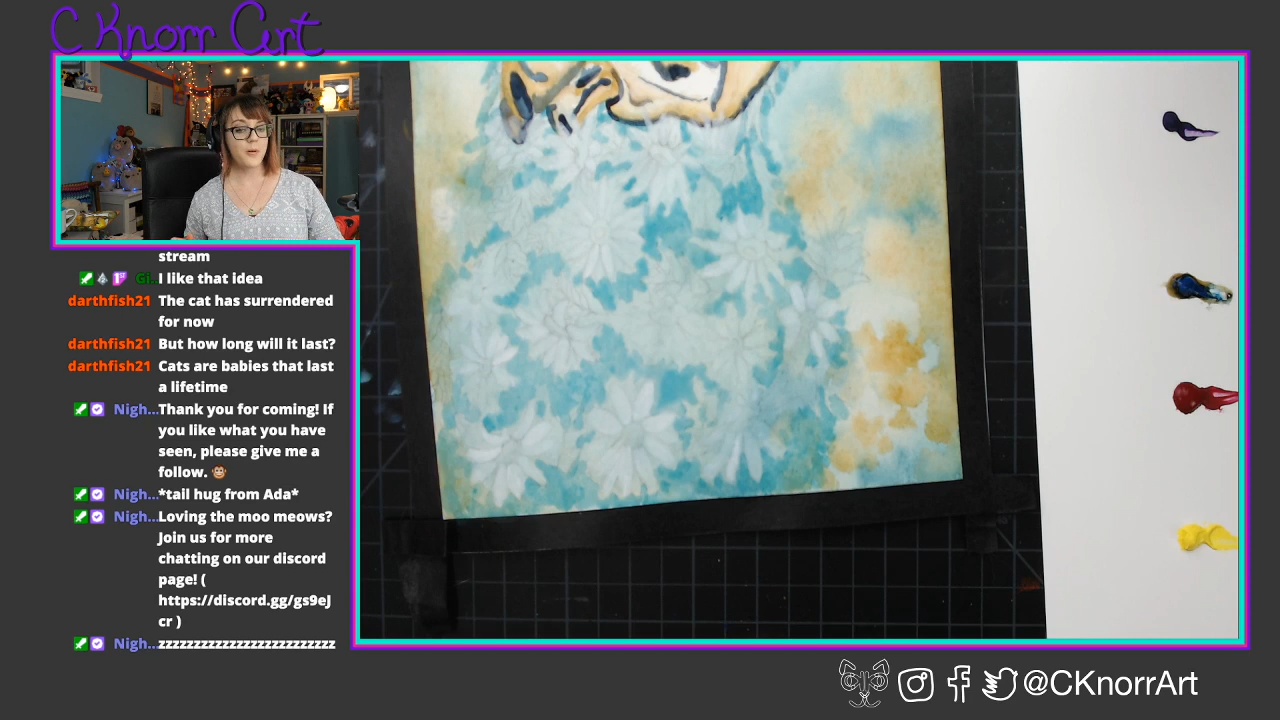 C Knorr Art
stream
Gi.. I like that idea
darthfish21 The cat has surrendered
for now
darthfish21 But how long will it last?
darthfish21 Cats are babies that last
a lifetime
Nigh... Thank you for coming! If
you like what you have
seen, please give me a
follow.
Nigh... *tail hug from Ada*
Nigh... Loving the moo meows?
Join us for more
chatting on our discord
page! (
https://discord.gg/gs9eJ
cr )
Nigh... zzzzzzzzzzzzzzzzzzzzzzzzzz
@CKnorrArt